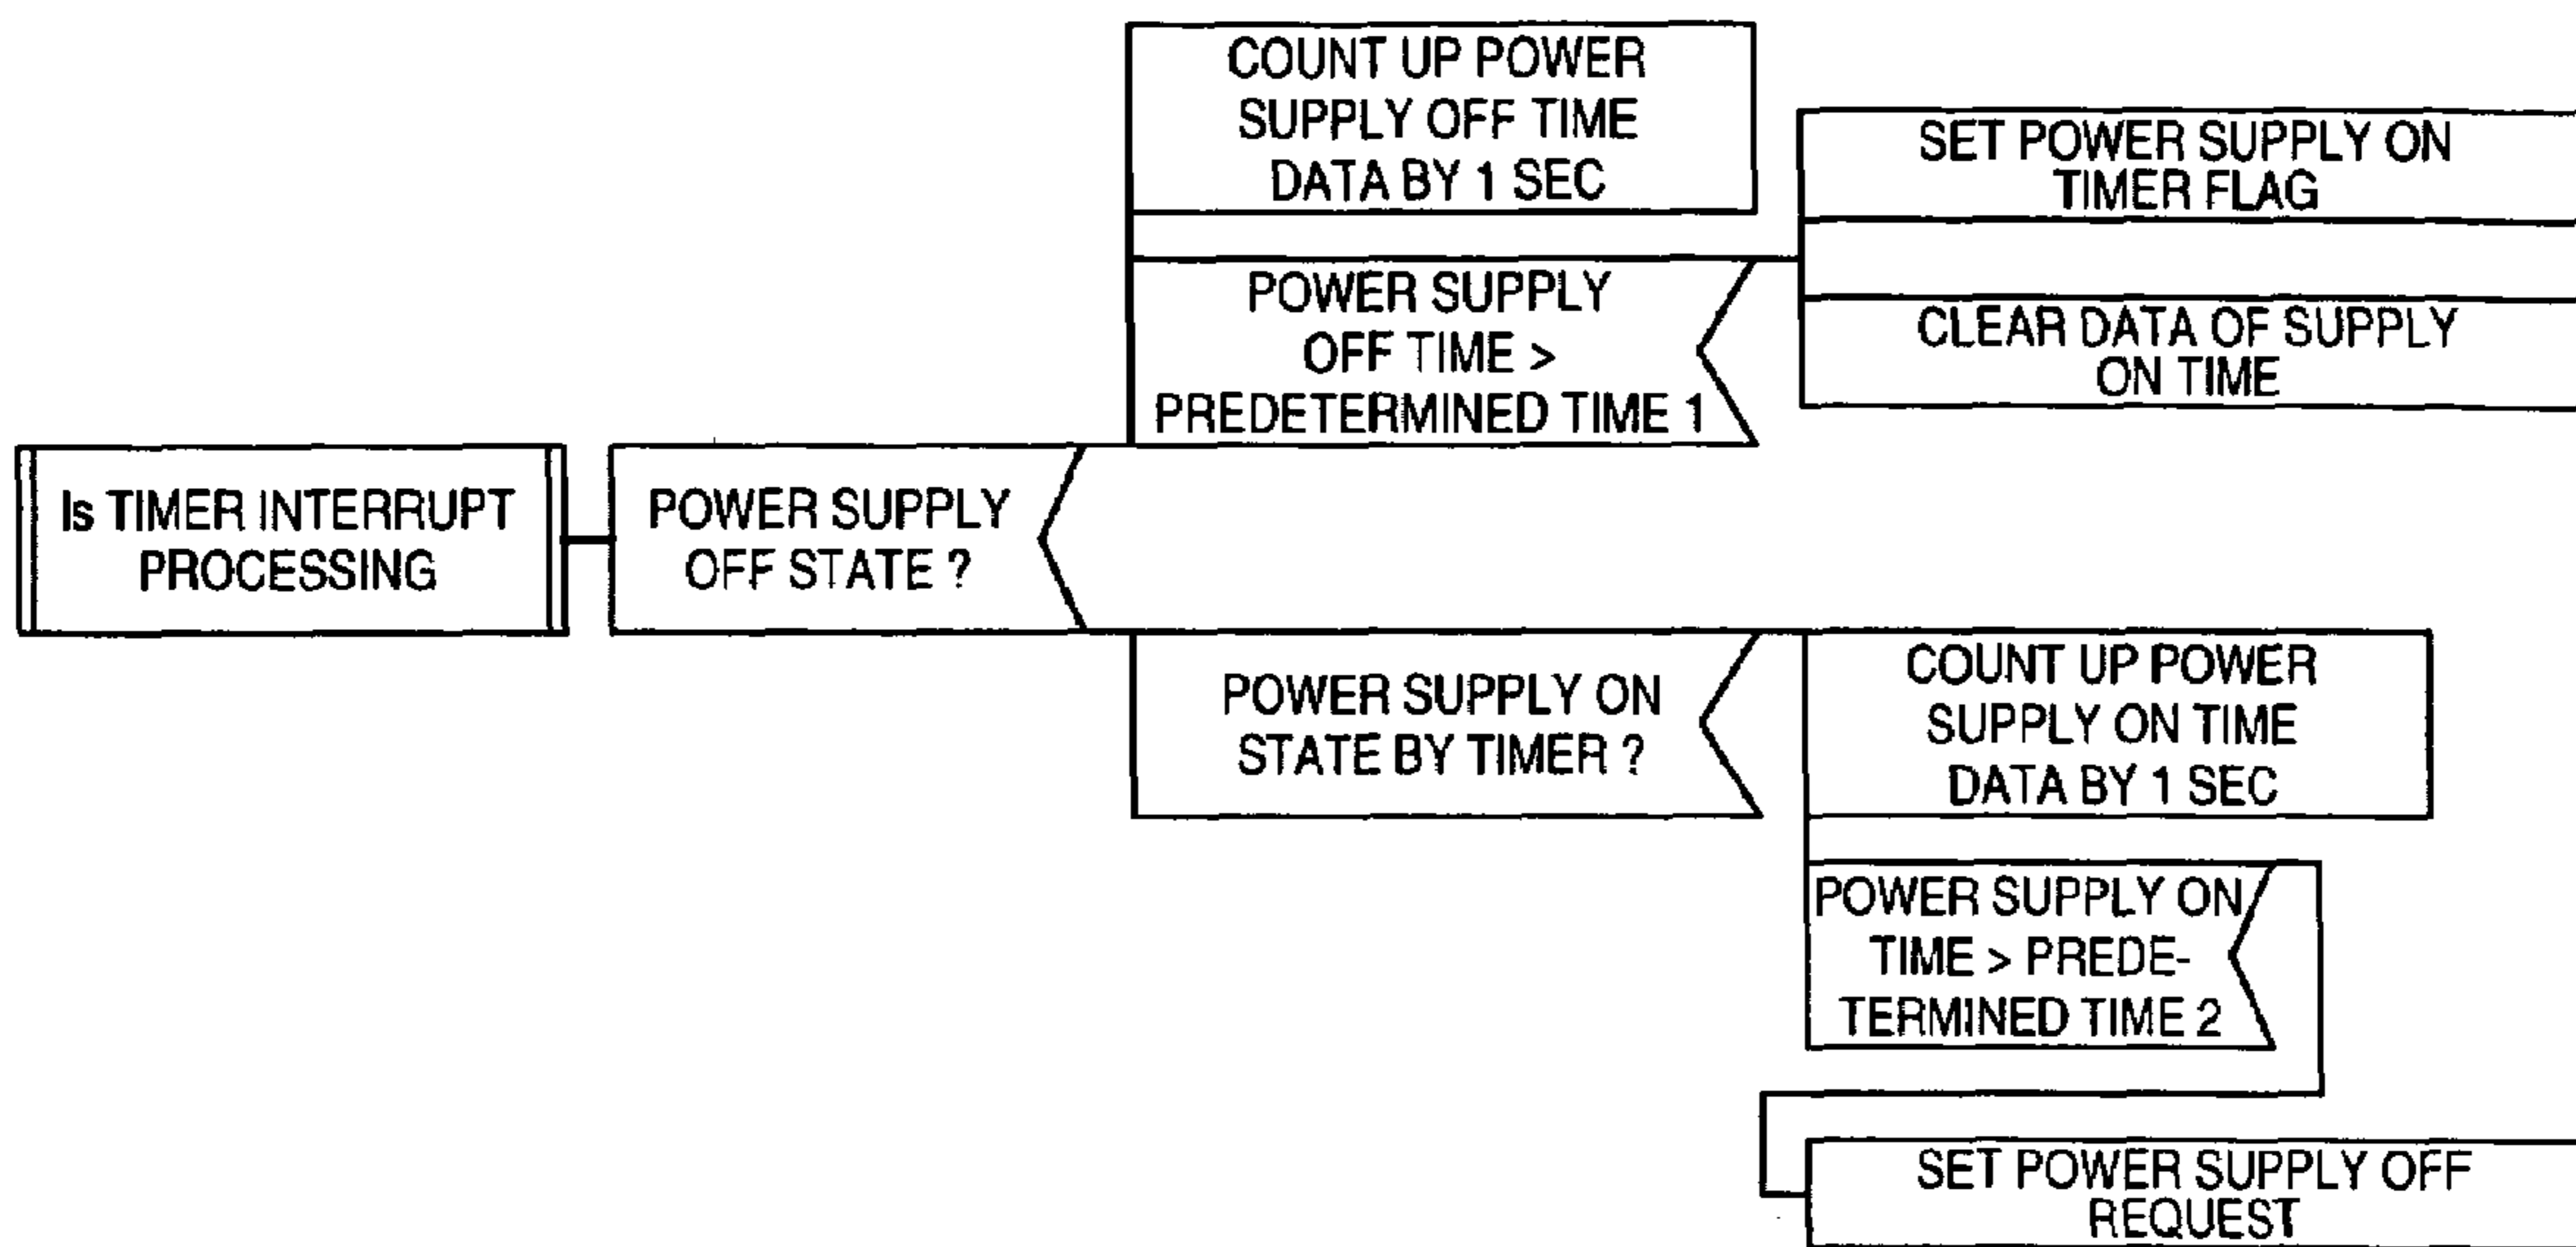 COUNT UP POWER
SUPPLY OFF TIME
DATA BY 1 SEC
SET POWER SUPPLY ON
TIMER FLAG
POWER SUPPLY
OFF TIME >
PREDETERMINED TIME 1
CLEAR DATA OF SUPPLY
ON TIME
Is TIMER INTERRUPT
PROCESSING
POWER SUPPLY
OFF STATE ?
POWER SUPPLY ON
STATE BY TIMER ?
COUNT UP POWER
SUPPLY ON TIME
DATA BY 1 SEC
POWER SUPPLY ON
TIME > PREDE-
TERMINED TIME 2
SET POWER SUPPLY OFF
REQUEST